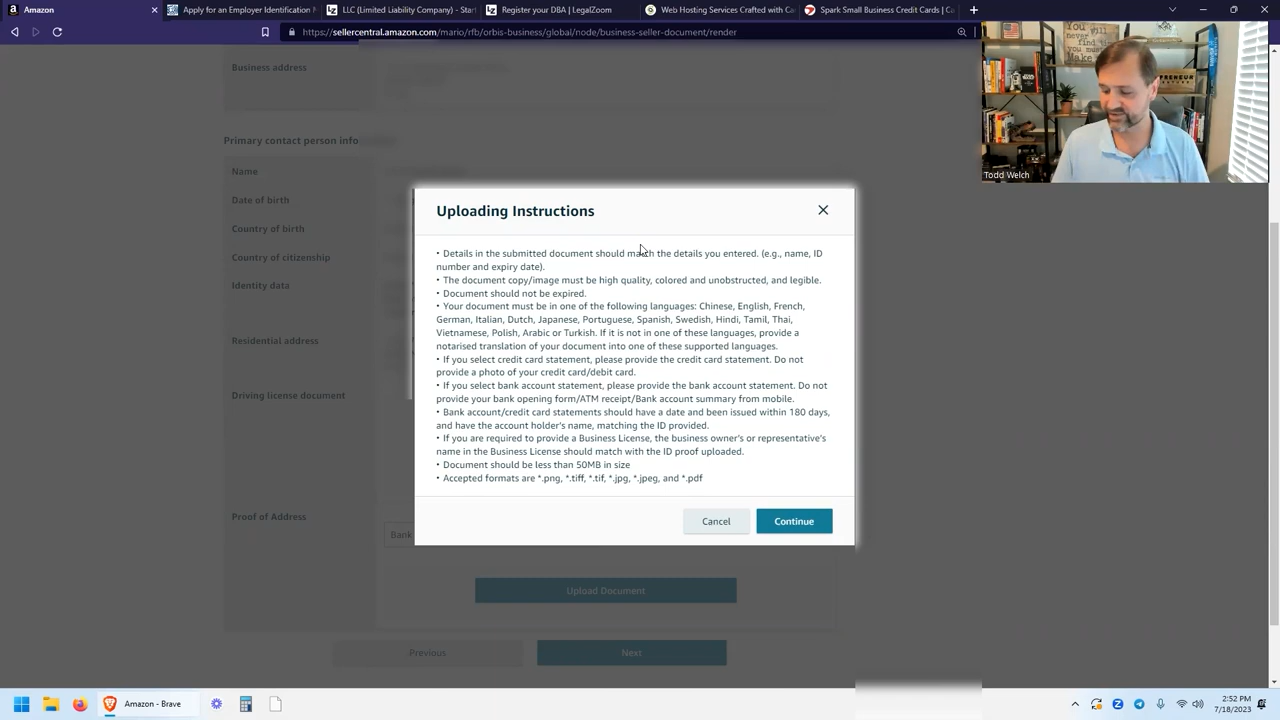 Amazon
Apply for an Employer Identification N
LLC (Limited Liability Company) - Star
Register your DBA | LegalZoom
Web Hosting Services Crafted with Ca
Spark Small Business Credit Cards | Ca
https://sellercentral.amazon.com/mario/rfb/orbis-business/global/node/business-seller-document/render
Business address
Primary contact person info
Name
Date of birth
Country of birth
Country of citizenship
Identity data
Residential address
Driving license document
Proof of Address
Bank
Upload Document
Previous
Next
Uploading Instructions
• Details in the submitted document should match the details you entered. (e.g., name, ID
number and expiry date).
• The document copy/image must be high quality, colored and unobstructed, and legible.
• Document should not be expired.
• Your document must be in one of the following languages: Chinese, English, French,
German, Italian, Dutch, Japanese, Portuguese, Spanish, Swedish, Hindi, Tamil, Thai,
Vietnamese, Polish, Arabic or Turkish. If it is not in one of these languages, provide a
notarised translation of your document into one of these supported languages.
• If you select credit card statement, please provide the credit card statement. Do not
provide a photo of your credit card/debit card.
• If you select bank account statement, please provide the bank account statement. Do not
provide your bank opening form/ATM receipt/Bank account summary from mobile.
• Bank account/credit card statements should have a date and been issued within 180 days,
and have the account holder's name, matching the ID provided.
• If you are required to provide a Business License, the business owner's or representative's
name in the Business License should match with the ID proof uploaded.
• Document should be less than 50MB in size
• Accepted formats are *.png, *.tiff, *.tif, *.jpg, *.jpeg, and *.pdf
Cancel
Continue
Todd Welch
Amazon - Brave
2:52 PM
7/18/2023